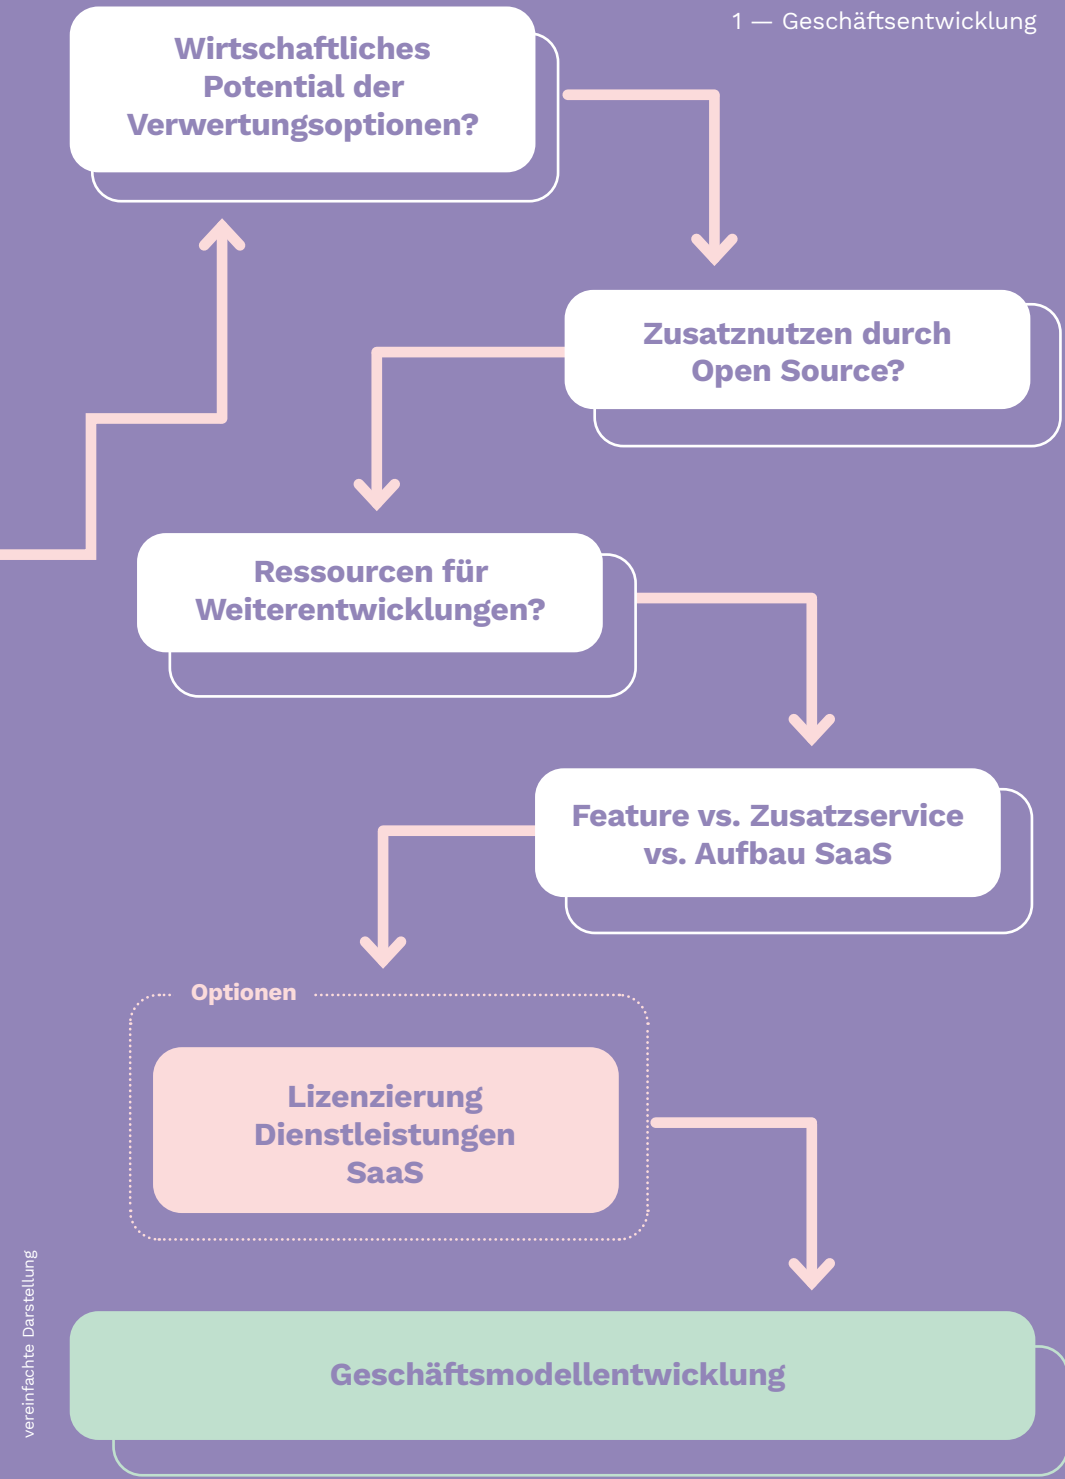 1 — Geschäftsentwicklung
Wirtschaftliches
Potential der
Verwertungsoptionen?
Zusatznutzen durch
Open Source?
Ressourcen für
Weiterentwicklungen?
Feature vs. Zusatzservice
vs. Aufbau SaaS
Optionen
Lizenzierung
Dienstleistungen
SaaS
Geschäftsmodellentwicklung
vereinfachte Darstellung